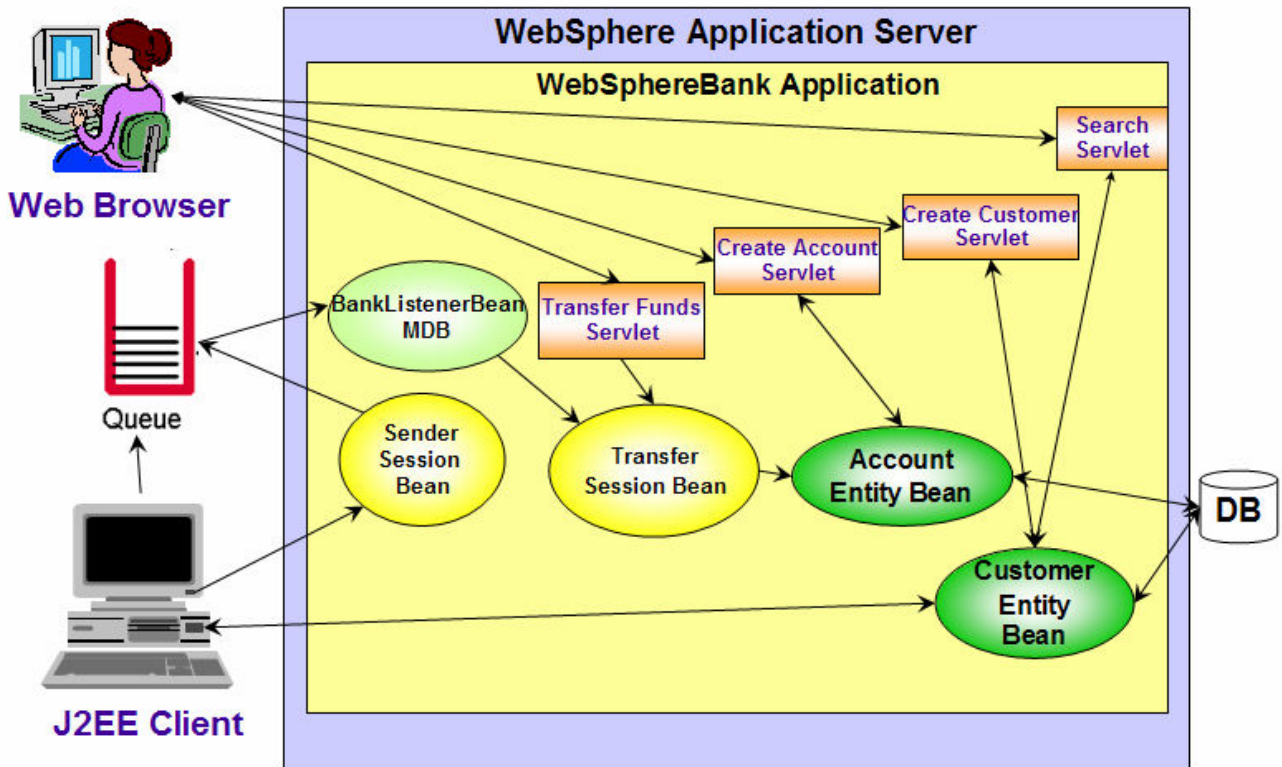 WebSphere Application Server
WebSphereBank Application
Search
Servlet
Web Browser
Create Customer
Servlet
Create Account
Servlet
BankListenerBean
MDB
Transfer Funds
Servlet
Queue
Sender
Session
Bean
Transfer
Session Bean
Account
Entity Bean
DB
Customer
Entity
Bean
J2EE Client